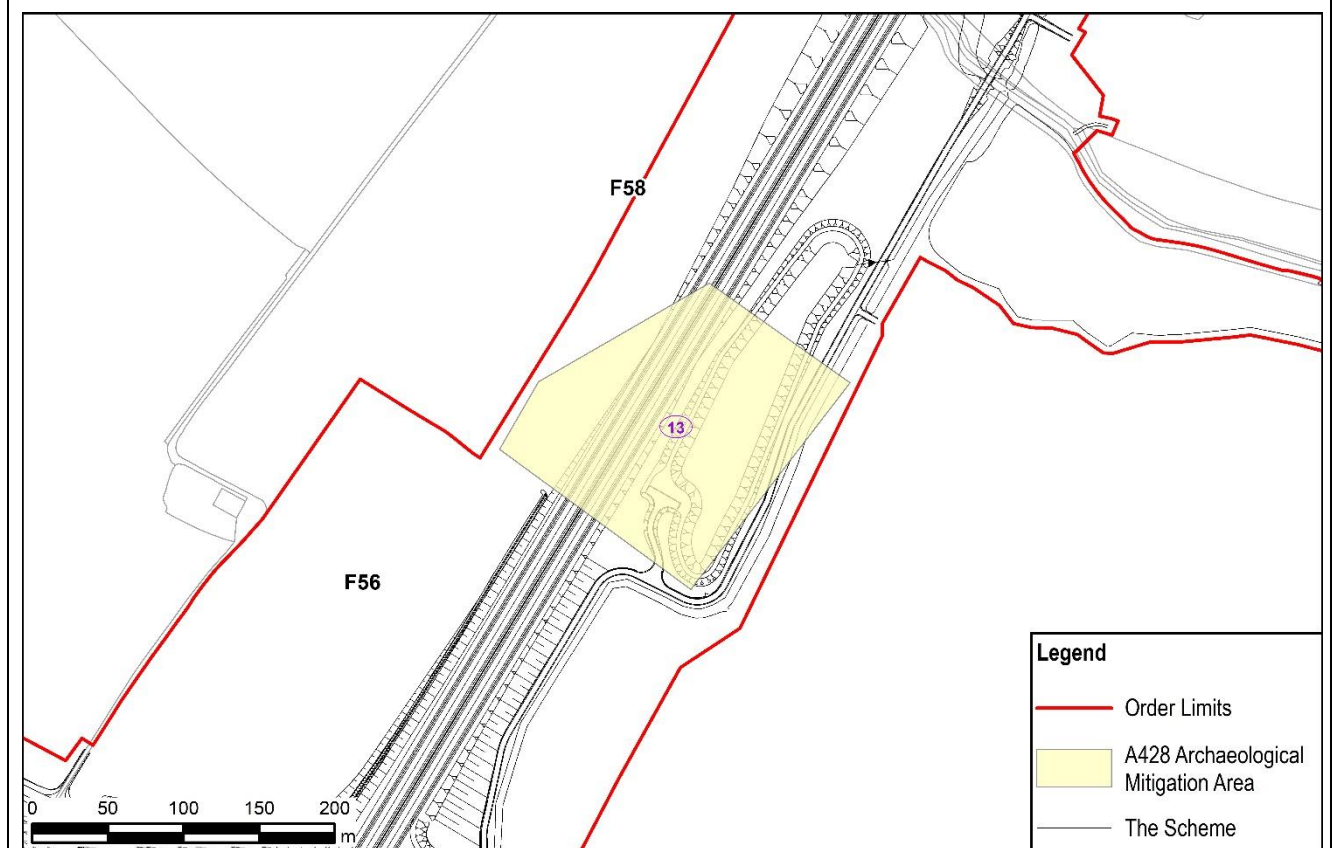 F58
13
F56
Legend
Order Limits
A428 Archaeological
Mitigation Area
The Scheme
0 50 100 150 200
m